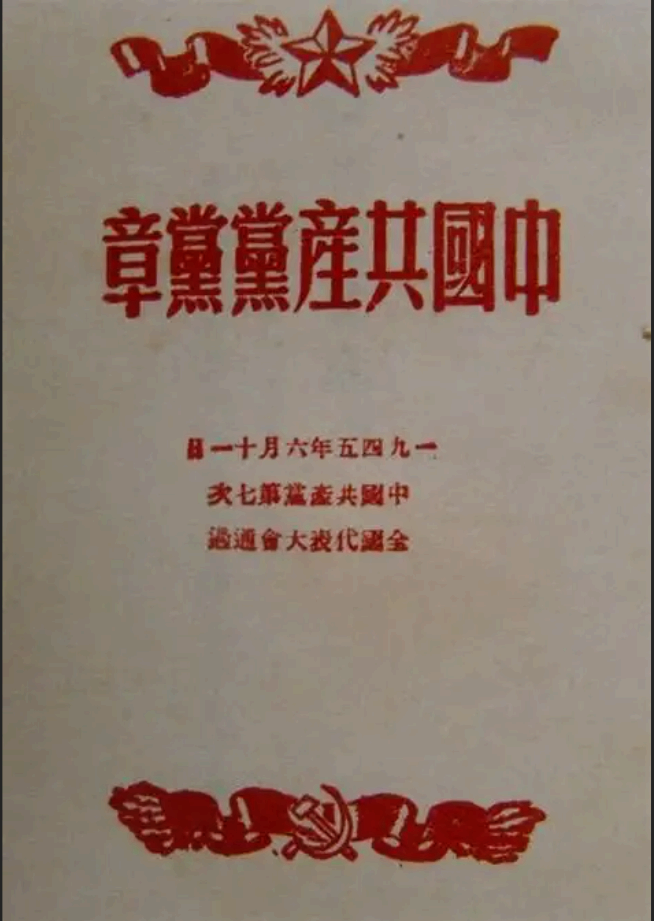 中國共產黨黨章
一九四五年六月十一日
中國共產黨第七次
全國代表大會通過